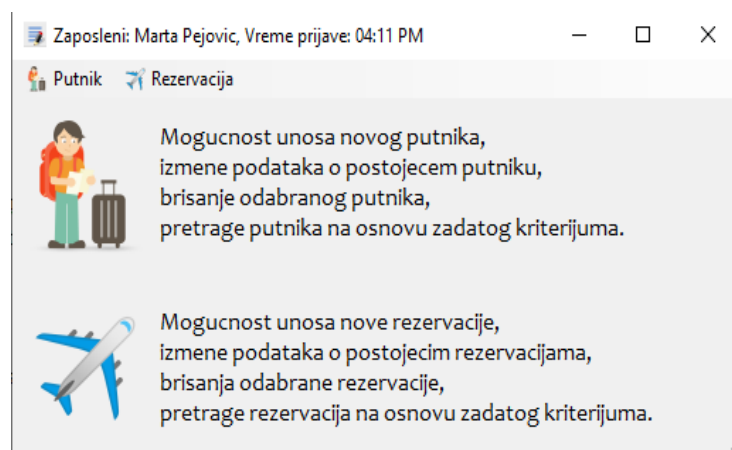 Zaposleni: Marta Pejovic, Vreme prijave: 04:11 PM
Putnik Rezervacija
Mogucnost unosa novog putnika,
izmene podataka o postojecem putniku,
brisanje odabranog putnika,
pretrage putnika na osnovu zadatog kriterijuma.
Mogucnost unosa nove rezervacije,
izmene podataka o postojecim rezervacijama,
brisanja odabrane rezervacije,
pretrage rezervacija na osnovu zadatog kriterijuma.